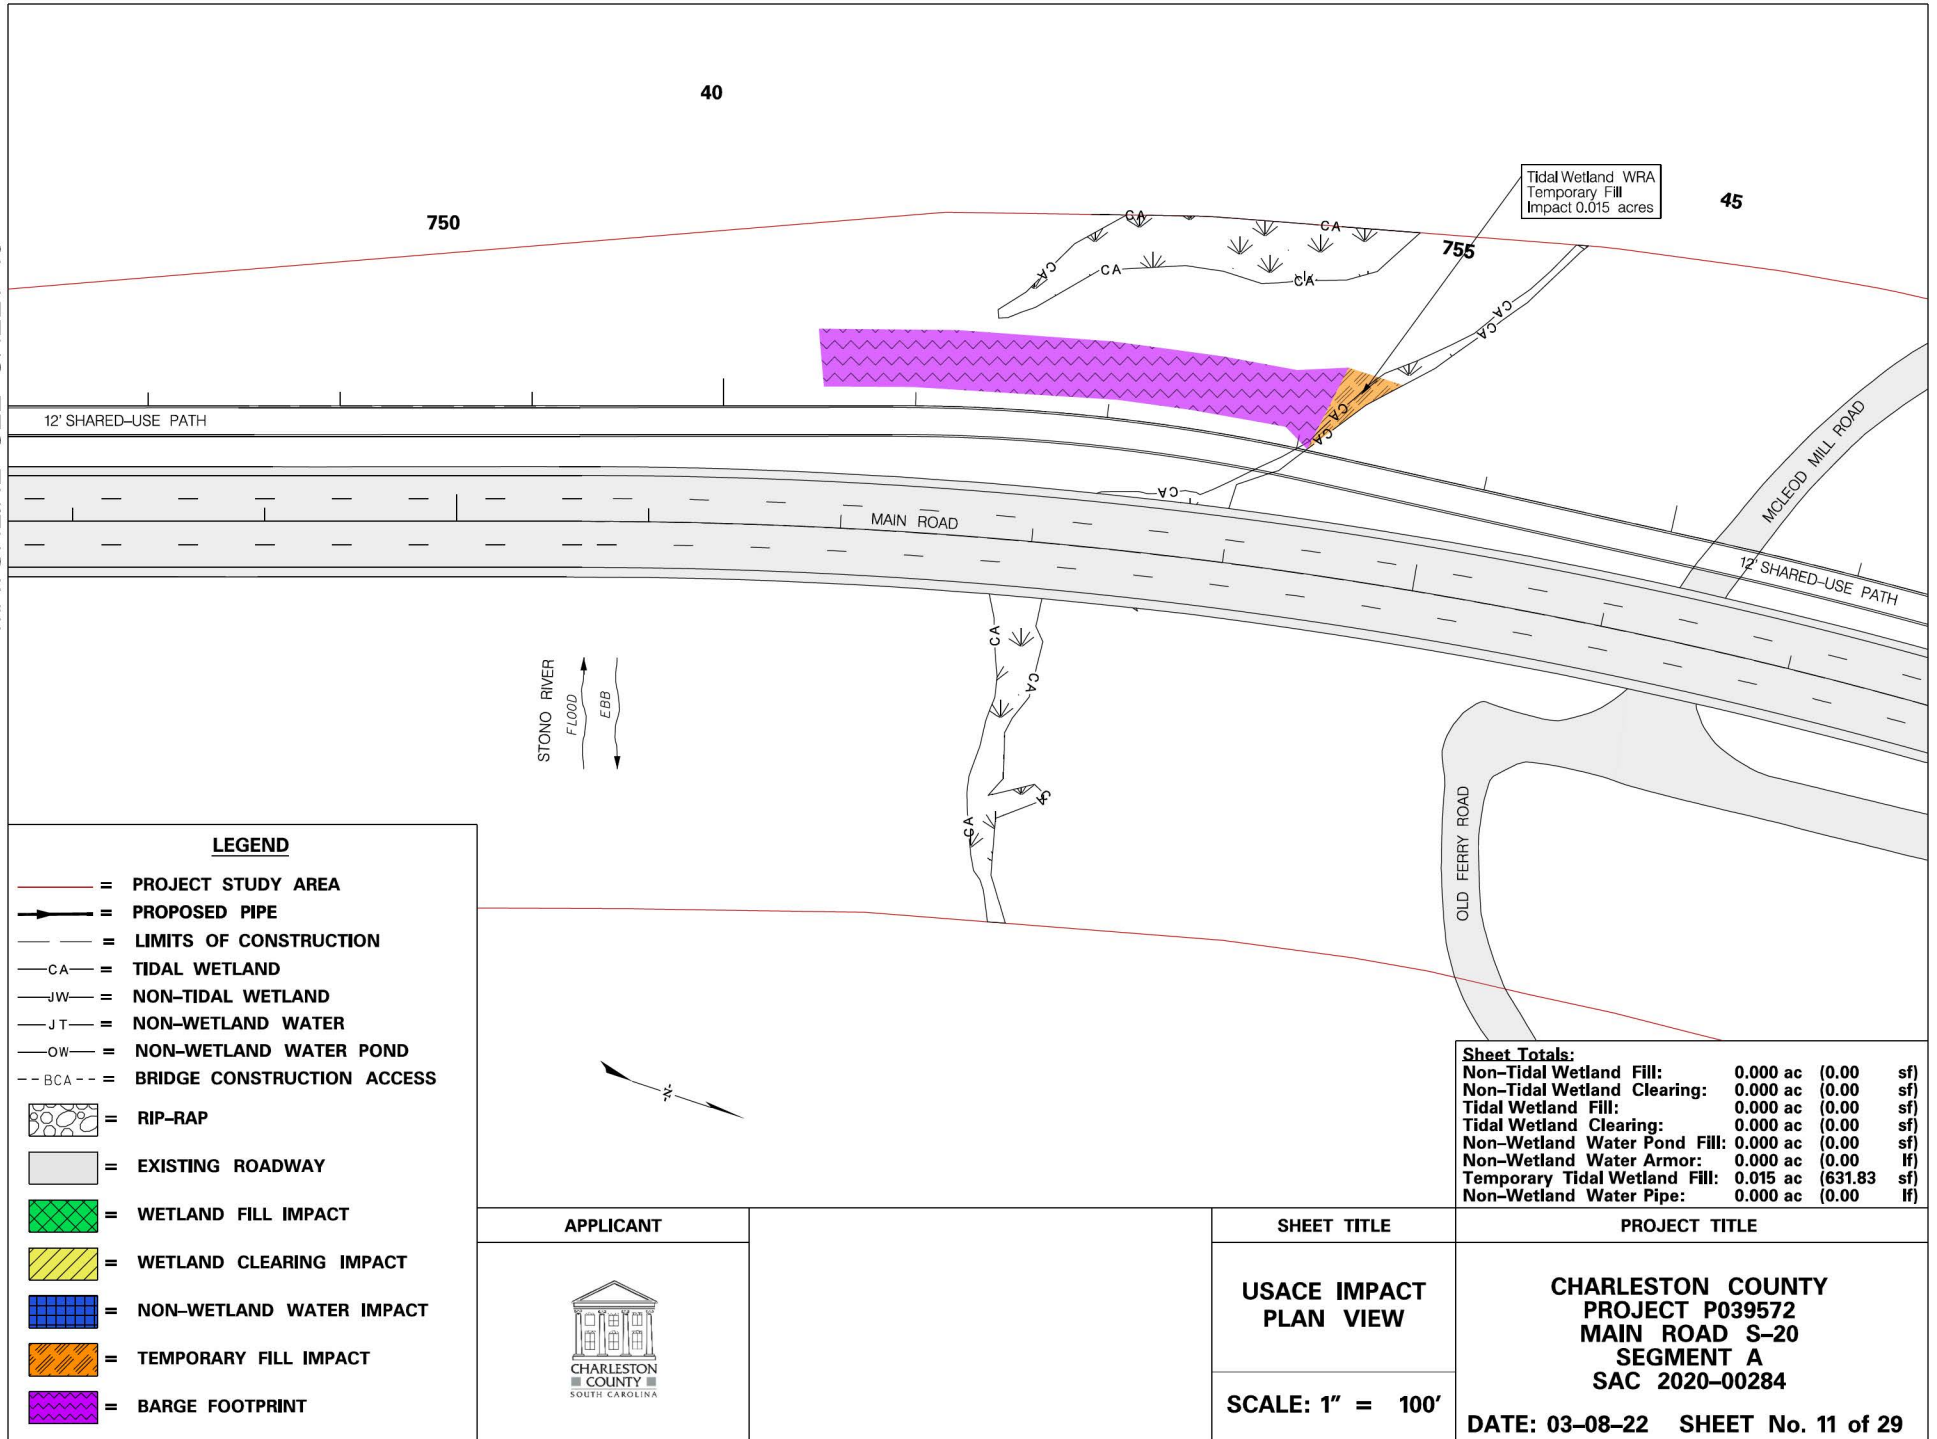 40
750
Tidal Wetland WRA
Temporary Fill
Impact 0.015 acres
45
755
CA
CA
CA
CA
CA
CA
CA
CA
CA
CA
12' SHARED-USE PATH
MAIN ROAD
MCLEOD MILL ROAD
12' SHARED-USE PATH
CA
CA
CA
CA
STONO RIVER
FLOOD
EBB
OLD FERRY ROAD
-N-
LEGEND
= PROJECT STUDY AREA
= PROPOSED PIPE
= LIMITS OF CONSTRUCTION
CA = TIDAL WETLAND
JW = NON-TIDAL WETLAND
JT = NON-WETLAND WATER
OW = NON-WETLAND WATER POND
--BCA-- = BRIDGE CONSTRUCTION ACCESS
= RIP-RAP
= EXISTING ROADWAY
= WETLAND FILL IMPACT
= WETLAND CLEARING IMPACT
= NON-WETLAND WATER IMPACT
= TEMPORARY FILL IMPACT
= BARGE FOOTPRINT
Sheet Totals:
Non-Tidal Wetland Fill: 0.000 ac (0.00 sf)
Non-Tidal Wetland Clearing: 0.000 ac (0.00 sf)
Tidal Wetland Fill: 0.000 ac (0.00 sf)
Tidal Wetland Clearing: 0.000 ac (0.00 sf)
Non-Wetland Water Pond Fill: 0.000 ac (0.00 sf)
Non-Wetland Water Armor: 0.000 ac (0.00 lf)
Temporary Tidal Wetland Fill: 0.015 ac (631.83 sf)
Non-Wetland Water Pipe: 0.000 ac (0.00 lf)
APPLICANT
CHARLESTON
COUNTY
SOUTH CAROLINA
SHEET TITLE
USACE IMPACT
PLAN VIEW
SCALE: 1" = 100'
PROJECT TITLE
CHARLESTON COUNTY
PROJECT P039572
MAIN ROAD S-20
SEGMENT A
SAC 2020-00284
DATE: 03-08-22 SHEET No. 11 of 29